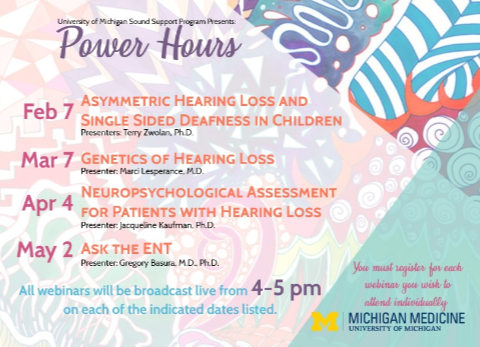 University of Michigan Sound Support Program Presents:
Power Hours
Feb 7
Asymmetric Hearing Loss and
Single Sided Deafness in Children
Presenters: Terry Zwolan, Ph.D.
Mar 7
Genetics of Hearing Loss
Presenter: Marci Lesperance, M.D.
Apr 4
Neuropsychological Assessment
for Patients with Hearing Loss
Presenter: Jacqueline Kaufman, Ph.D.
May 2
Ask the ENT
Presenter: Gregory Basura, M.D., Ph.D.
All webinars will be broadcast live from 4-5 pm
on each of the indicated dates listed.
You must register for each
webinar you wish to
attend individually
M MICHIGAN MEDICINE
UNIVERSITY OF MICHIGAN